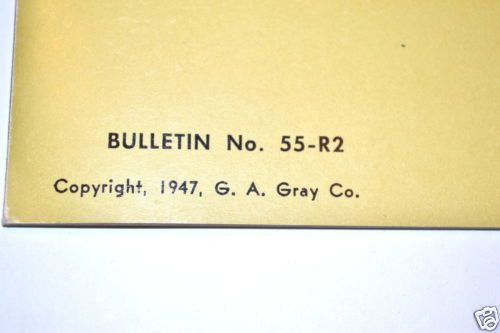 BULLETIN No. 55-R2
Copyright, 1947, G. A. Gray Co.